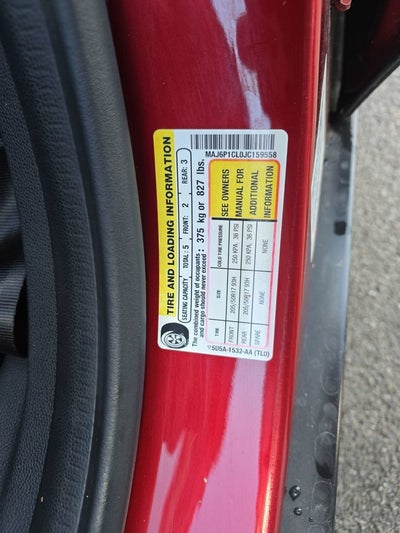 TIRE AND LOADING INFORMATION
SEATING CAPACITY TOTAL: 5 FRONT: 2 REAR: 3
The combined weight of occupants
and cargo should never exceed: 375 kg or 827 lbs.
MAJ6P1CL0JC159558
TIRE SIZE COLD TIRE PRESSURE
FRONT 205/50R17 93H 250 KPA, 36 PSI
REAR 205/50R17 93H 250 KPA, 36 PSI
SPARE NONE NONE
SEE OWNERS
MANUAL FOR
ADDITIONAL
INFORMATION
5U5A-1532-AA (TLU)